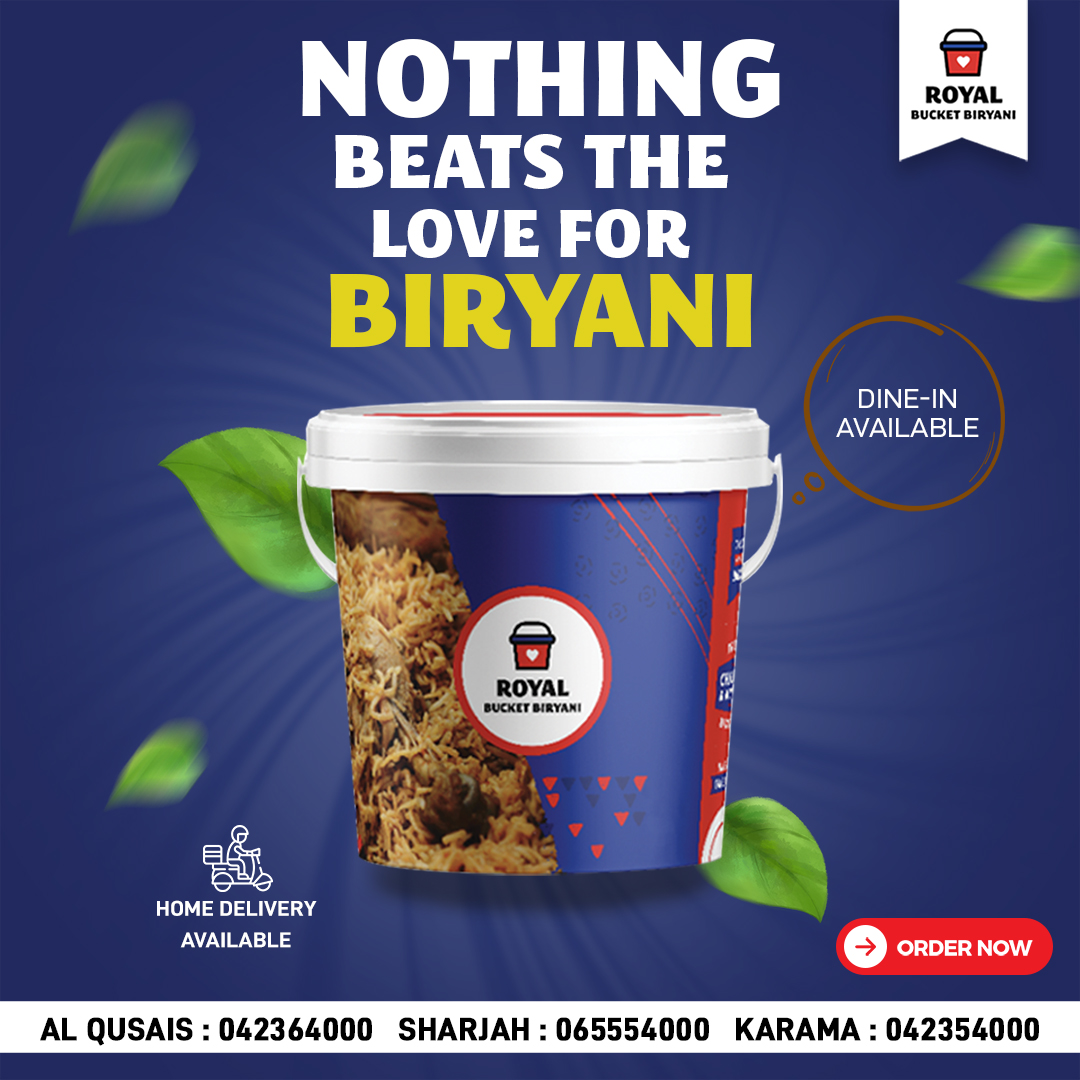 NOTHING
BEATS THE
LOVE FOR
BIRYANI
ROYAL
BUCKET BIRYANI
DINE-IN
AVAILABLE
ROYAL
BUCKET BIRYANI
HOME DELIVERY
AVAILABLE
ORDER NOW
AL QUSAIS : 042364000 SHARJAH : 065554000 KARAMA : 042354000